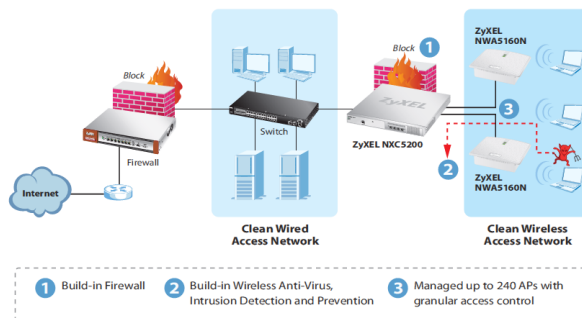 ZyXEL
NWA5160N
Block
1
Block
ZyXEL
3
Switch
ZyXEL NXC5200
Firewall
2
ZyXEL
NWA5160N
Internet
Clean Wired
Access Network
Clean Wireless
Access Network
1 Build-in Firewall
2 Build-in Wireless Anti-Virus,
Intrusion Detection and Prevention
3 Managed up to 240 APs with
granular access control